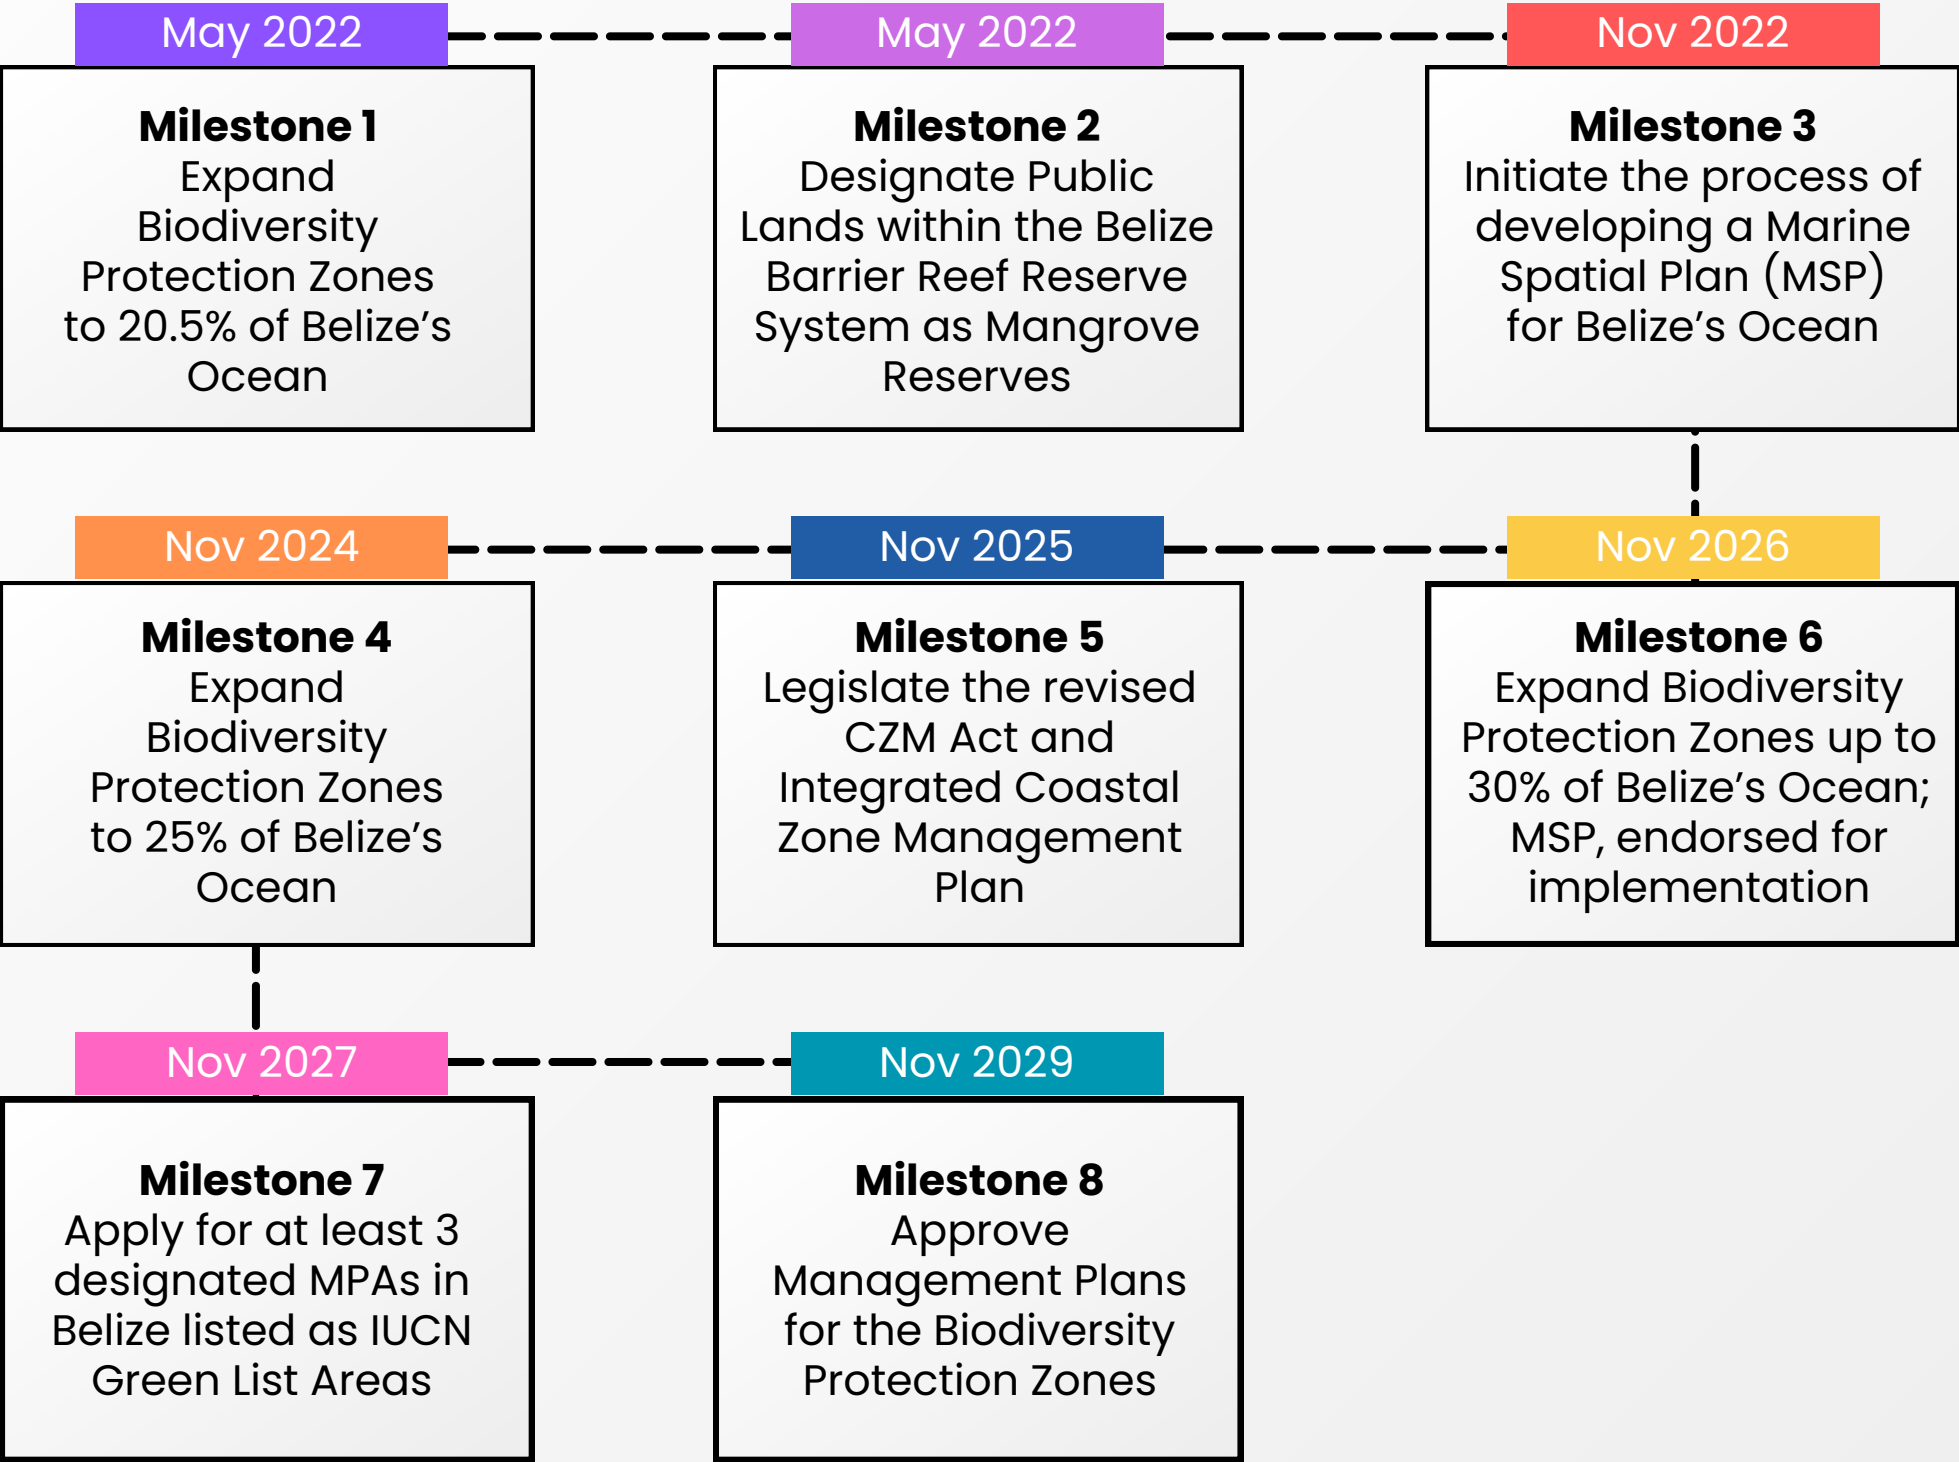 May 2022
Milestone 1
Expand
Biodiversity
Protection Zones
to 20.5% of Belize’s
Ocean
May 2022
Milestone 2
Designate Public
Lands within the Belize
Barrier Reef Reserve
System as Mangrove
Reserves
Nov 2022
Milestone 3
Initiate the process of
developing a Marine
Spatial Plan (MSP)
for Belize’s Ocean
Nov 2024
Milestone 4
Expand
Biodiversity
Protection Zones
to 25% of Belize’s
Ocean
Nov 2025
Milestone 5
Legislate the revised
CZM Act and
Integrated Coastal
Zone Management
Plan
Nov 2026
Milestone 6
Expand Biodiversity
Protection Zones up to
30% of Belize’s Ocean;
MSP, endorsed for
implementation
Nov 2027
Milestone 7
Apply for at least 3
designated MPAs in
Belize listed as IUCN
Green List Areas
Nov 2029
Milestone 8
Approve
Management Plans
for the Biodiversity
Protection Zones